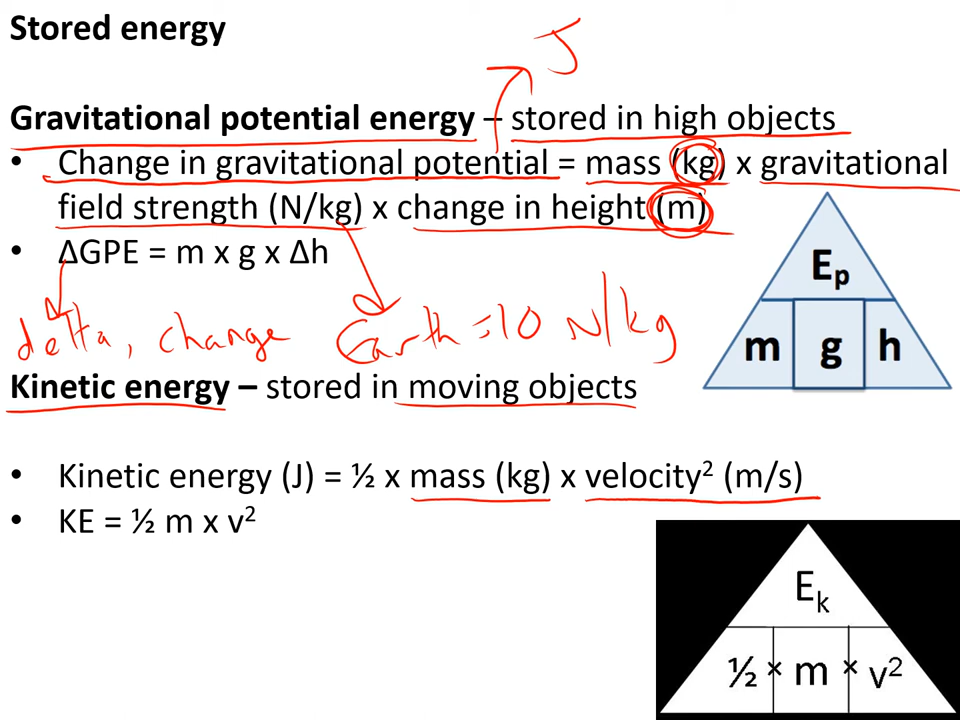 Stored energy
J
Gravitational potential energy – stored in high objects
• Change in gravitational potential = mass (kg) x gravitational
field strength (N/kg) x change in height (m)
• ΔGPE = m x g x Δh
delta, change Earth = 10 N/kg
Ep
m g h
Kinetic energy – stored in moving objects
• Kinetic energy (J) = ½ x mass (kg) x velocity² (m/s)
• KE = ½ m x v²
Ek
½ × m × v²